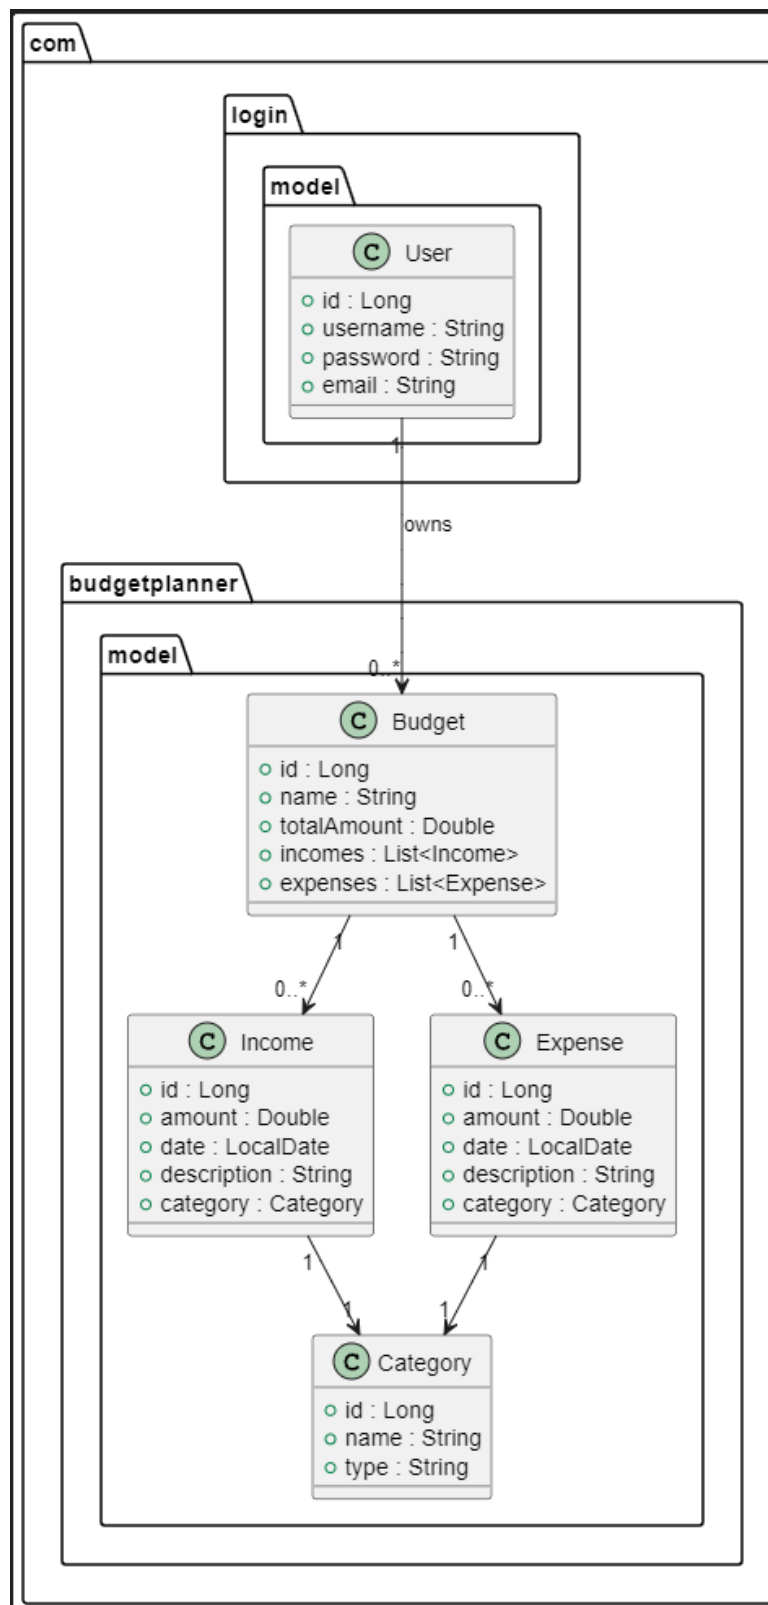 com
login
model
C User
id : Long
username : String
password : String
email : String
1
owns
budgetplanner
model
0..*
C Budget
id : Long
name : String
totalAmount : Double
incomes : List<Income>
expenses : List<Expense>
1
1
0..*
0..*
C Income
id : Long
amount : Double
date : LocalDate
description : String
category : Category
C Expense
id : Long
amount : Double
date : LocalDate
description : String
category : Category
1
1
1
1
C Category
id : Long
name : String
type : String